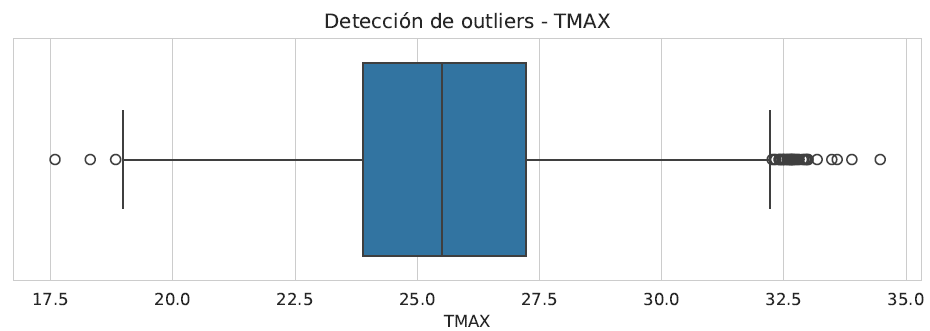 Detección de outliers - TMAX
17.5 20.0 22.5 25.0 27.5 30.0 32.5 35.0
TMAX